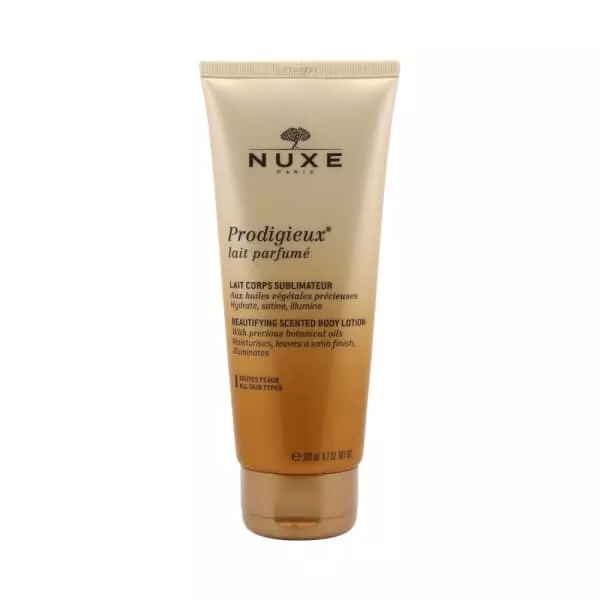 NUXE
PARIS
Prodigieux®
lait parfumé
LAIT CORPS SUBLIMATEUR
Aux huiles végétales précieuses
Hydrate, satine, illumine
BEAUTIFYING SCENTED BODY LOTION
With precious botanical oils
Moisturises, leaves a satin finish,
illuminates
TOUTES PEAUX
ALL SKIN TYPES